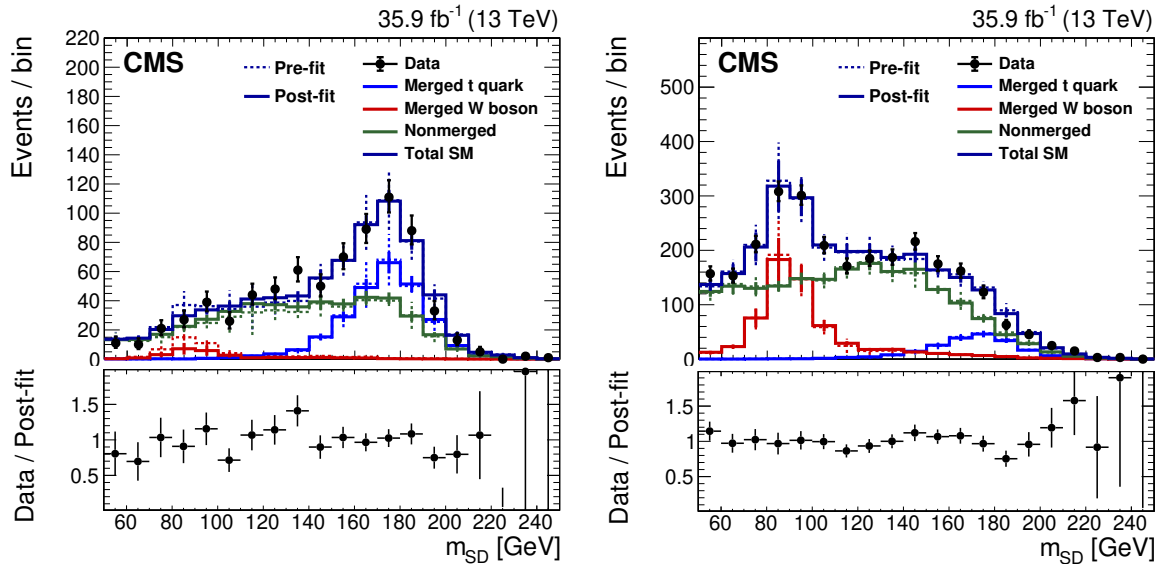 35.9 fb⁻¹ (13 TeV)
CMS
Pre-fit
Post-fit
Data
Merged t quark
Merged W boson
Nonmerged
Total SM
Events / bin
220
200
180
160
140
120
100
80
60
40
20
0
Data / Post-fit
1.5
1
0.5
60 80 100 120 140 160 180 200 220 240
m_SD [GeV]
35.9 fb⁻¹ (13 TeV)
CMS
Pre-fit
Post-fit
Data
Merged t quark
Merged W boson
Nonmerged
Total SM
Events / bin
500
400
300
200
100
0
Data / Post-fit
1.5
1
0.5
60 80 100 120 140 160 180 200 220 240
m_SD [GeV]